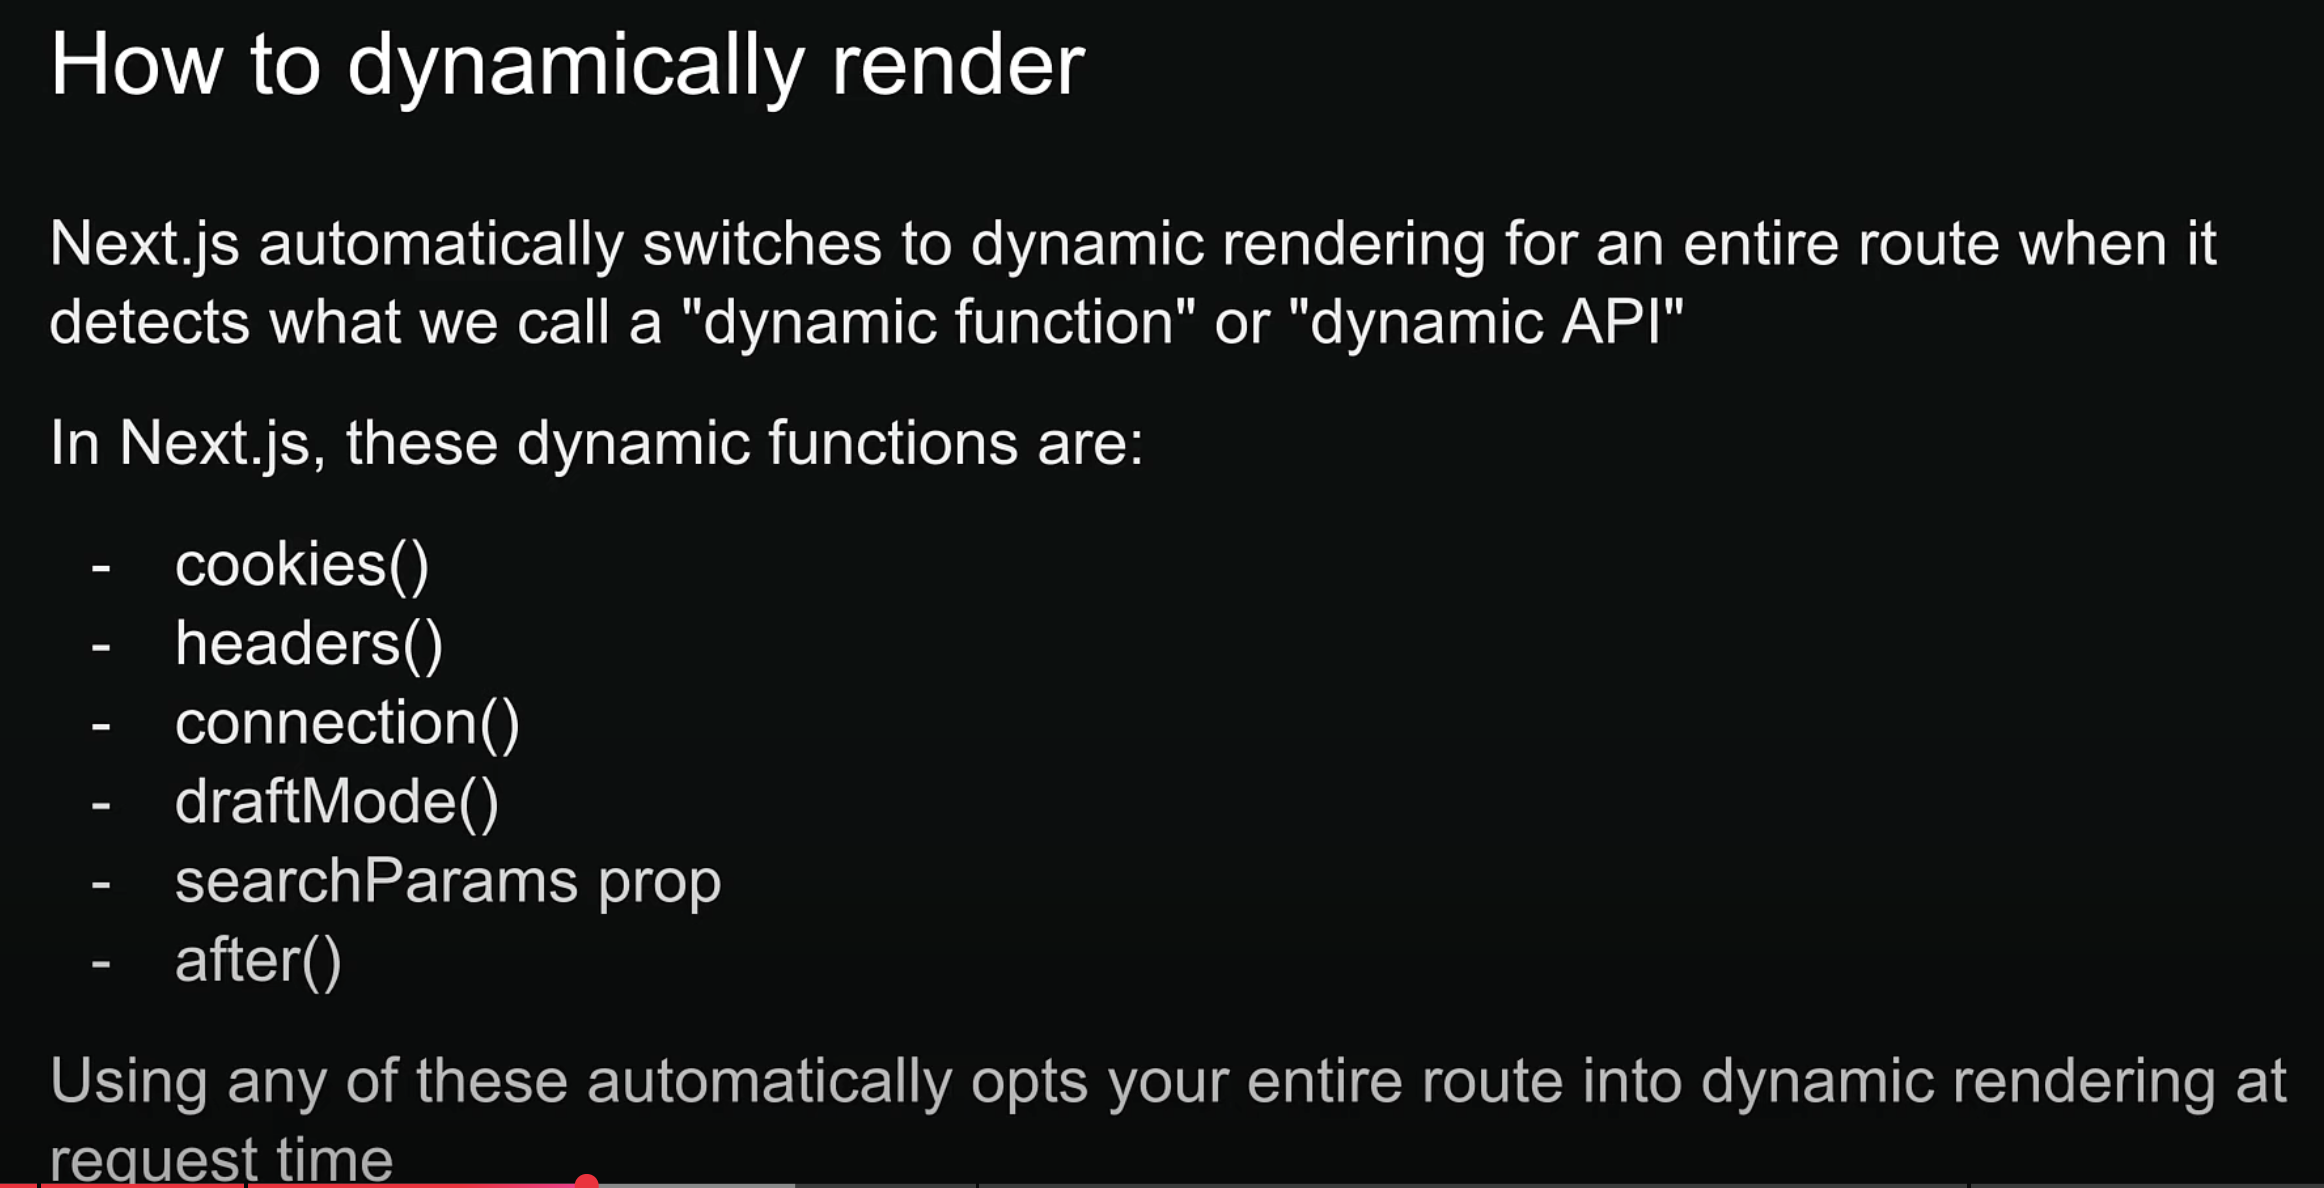 How to dynamically render
Next.js automatically switches to dynamic rendering for an entire route when it
detects what we call a "dynamic function" or "dynamic API"
In Next.js, these dynamic functions are:
- cookies()
- headers()
- connection()
- draftMode()
- searchParams prop
- after()
Using any of these automatically opts your entire route into dynamic rendering at
request time